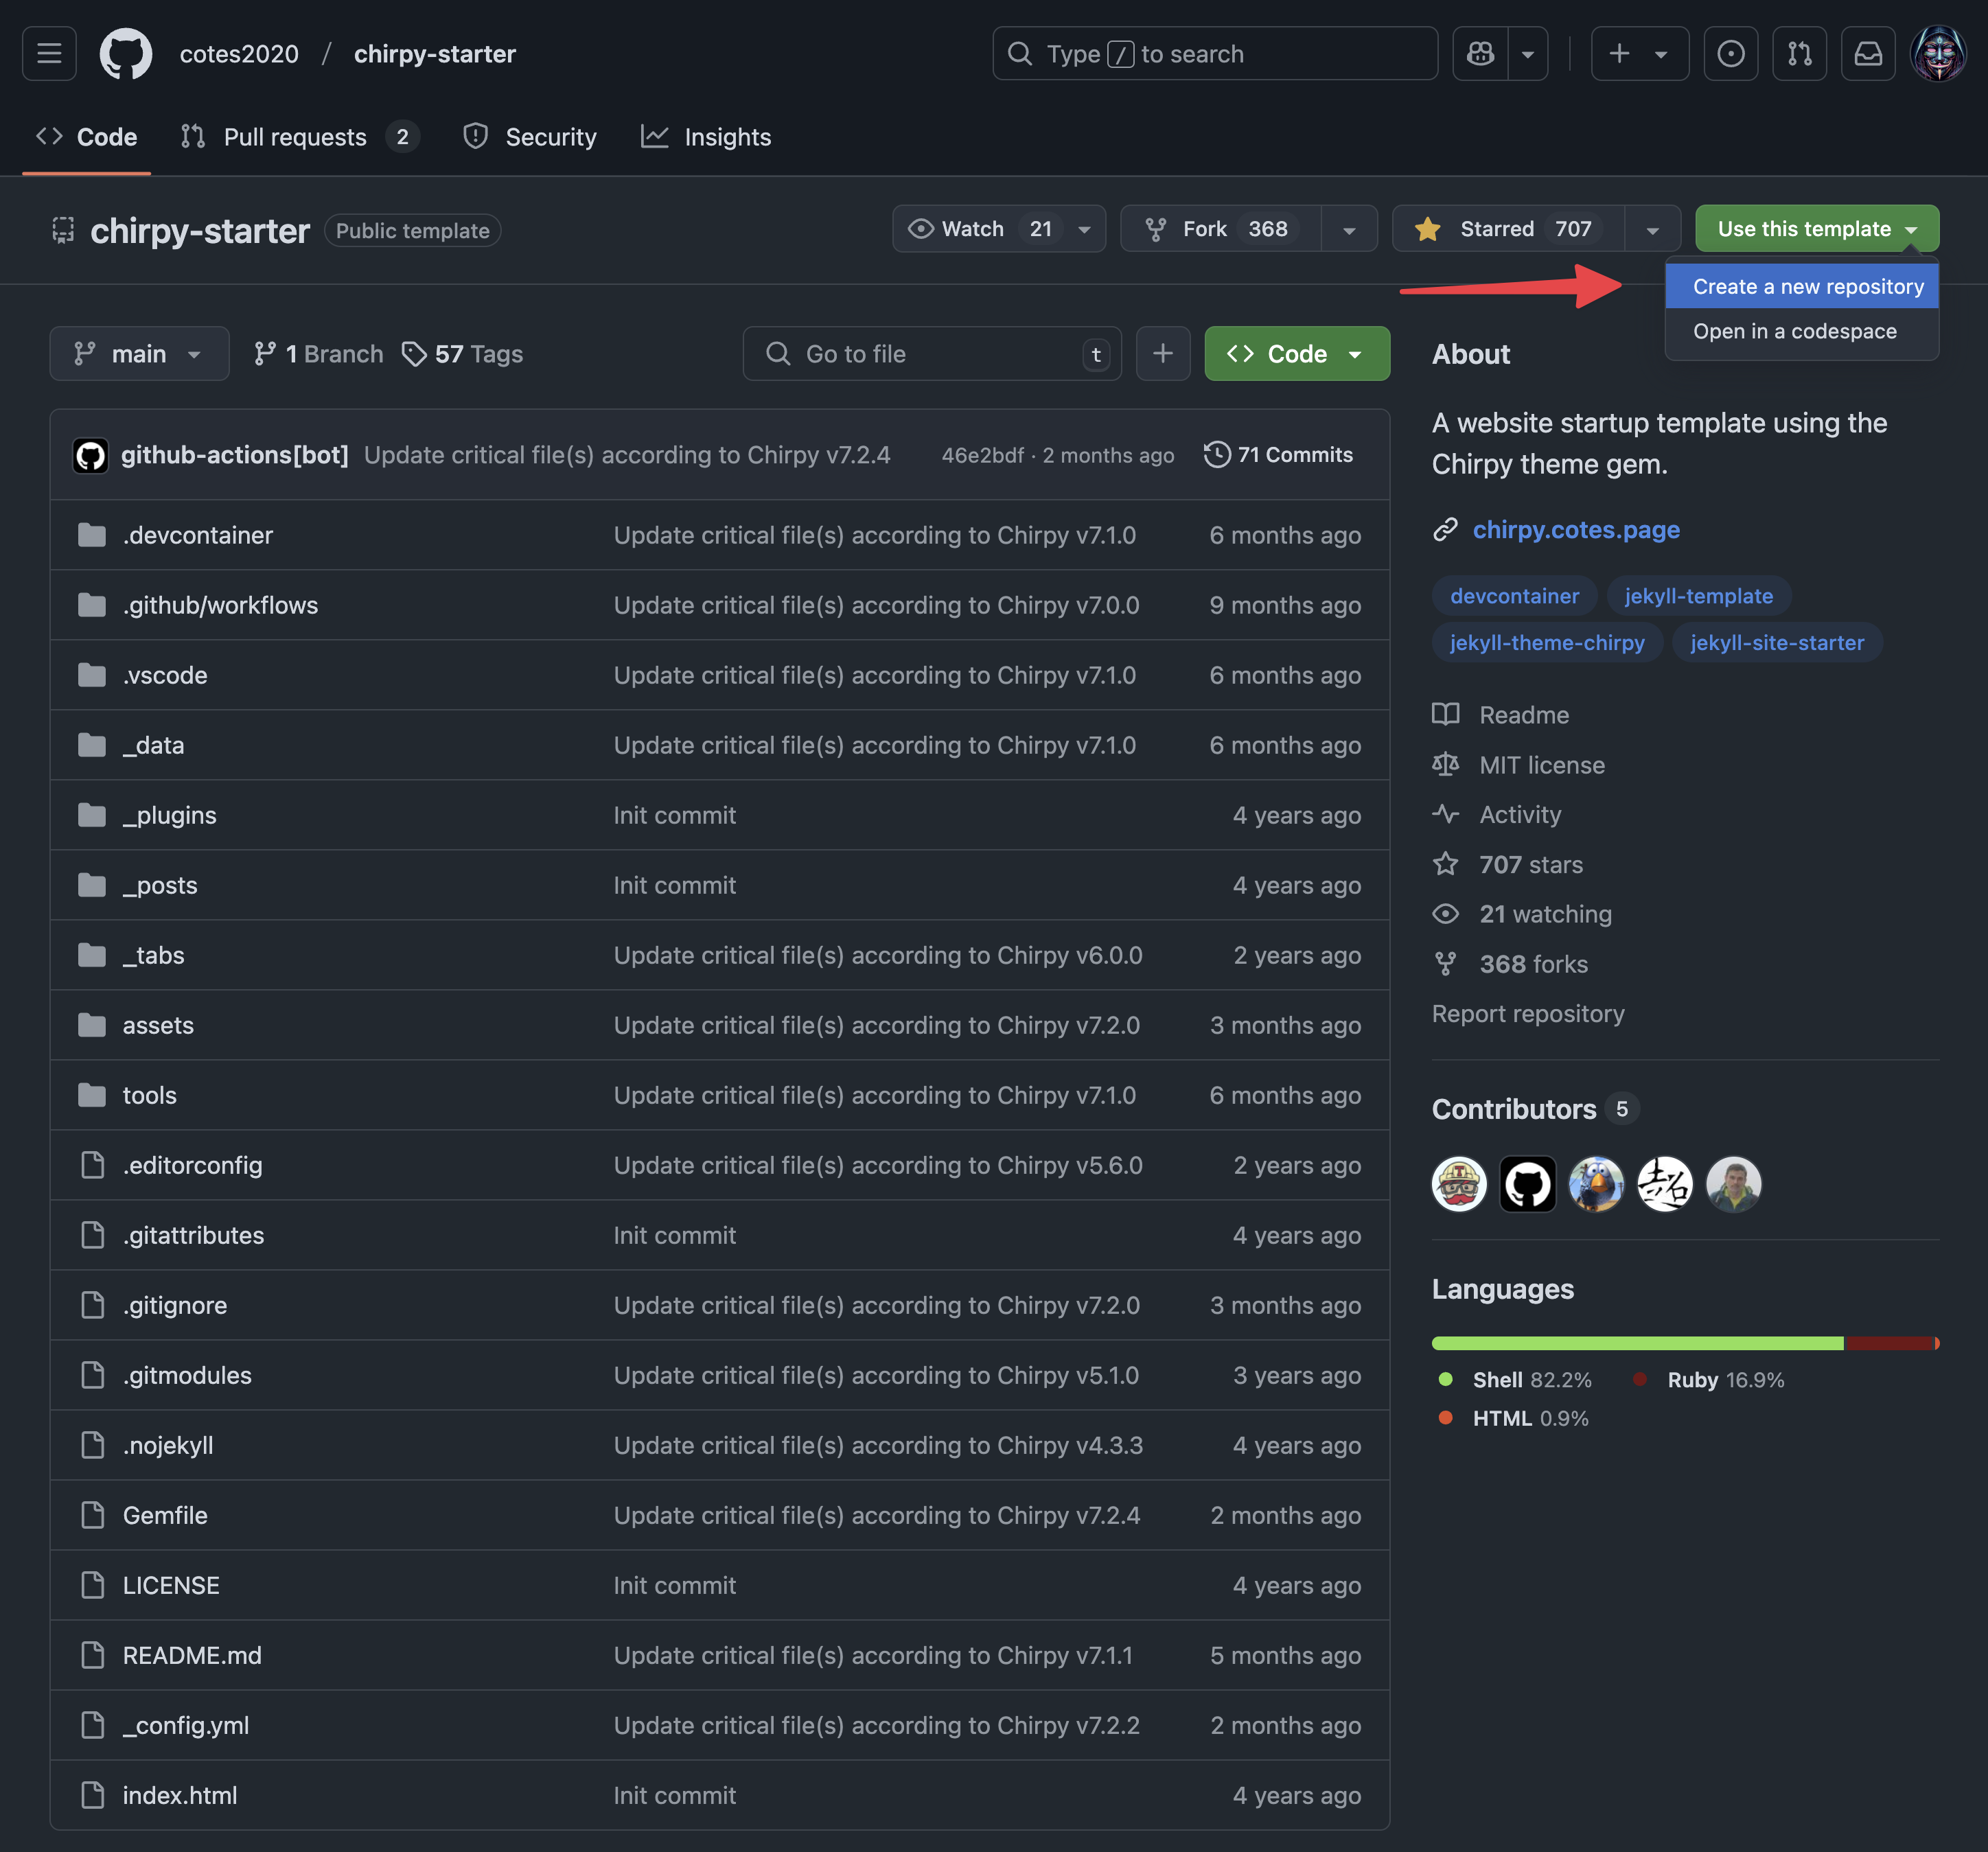 cotes2020 / chirpy-starter
Type / to search
Code
Pull requests 2
Security
Insights
chirpy-starter Public template
Watch 21
Fork 368
Starred 707
Use this template
Create a new repository
Open in a codespace
main
1 Branch
57 Tags
Go to file t
Code
github-actions[bot] Update critical file(s) according to Chirpy v7.2.4 46e2bdf · 2 months ago 71 Commits
.devcontainer Update critical file(s) according to Chirpy v7.1.0 6 months ago
.github/workflows Update critical file(s) according to Chirpy v7.0.0 9 months ago
.vscode Update critical file(s) according to Chirpy v7.1.0 6 months ago
_data Update critical file(s) according to Chirpy v7.1.0 6 months ago
_plugins Init commit 4 years ago
_posts Init commit 4 years ago
_tabs Update critical file(s) according to Chirpy v6.0.0 2 years ago
assets Update critical file(s) according to Chirpy v7.2.0 3 months ago
tools Update critical file(s) according to Chirpy v7.1.0 6 months ago
.editorconfig Update critical file(s) according to Chirpy v5.6.0 2 years ago
.gitattributes Init commit 4 years ago
.gitignore Update critical file(s) according to Chirpy v7.2.0 3 months ago
.gitmodules Update critical file(s) according to Chirpy v5.1.0 3 years ago
.nojekyll Update critical file(s) according to Chirpy v4.3.3 4 years ago
Gemfile Update critical file(s) according to Chirpy v7.2.4 2 months ago
LICENSE Init commit 4 years ago
README.md Update critical file(s) according to Chirpy v7.1.1 5 months ago
_config.yml Update critical file(s) according to Chirpy v7.2.2 2 months ago
index.html Init commit 4 years ago
About
A website startup template using the
Chirpy theme gem.
chirpy.cotes.page
devcontainer jekyll-template
jekyll-theme-chirpy jekyll-site-starter
Readme
MIT license
Activity
707 stars
21 watching
368 forks
Report repository
Contributors 5
Languages
Shell 82.2% Ruby 16.9%
HTML 0.9%